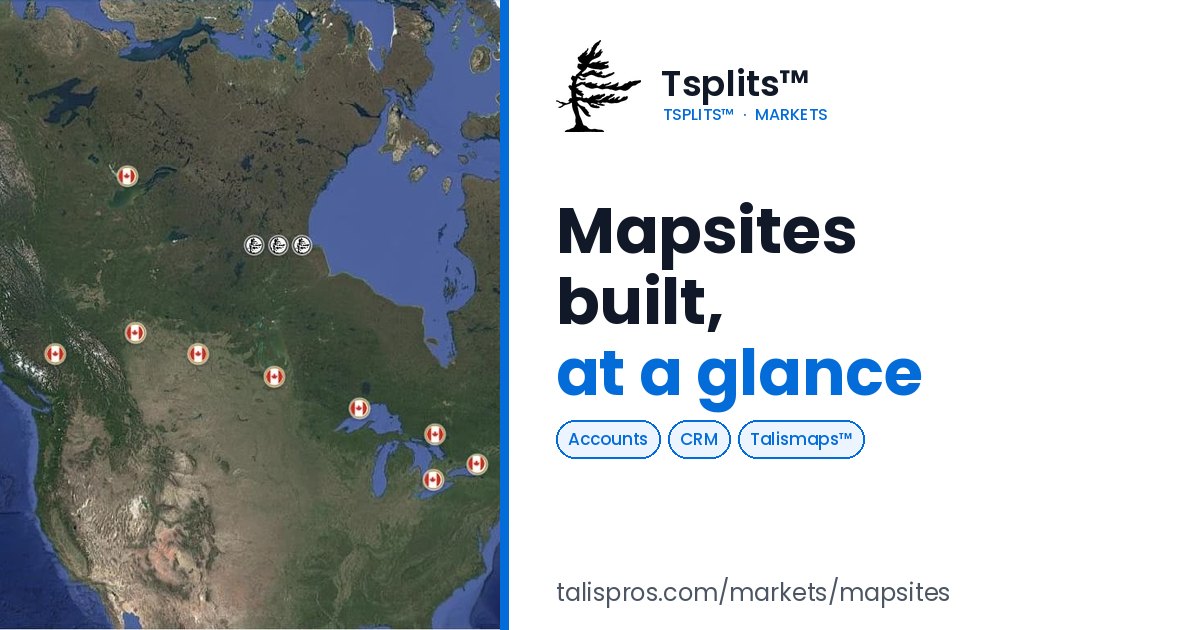 Tsplits™
TSPLITS™ · MARKETS
Mapsites
built,
at a glance
Accounts
CRM
Talismaps™
talispros.com/markets/mapsites